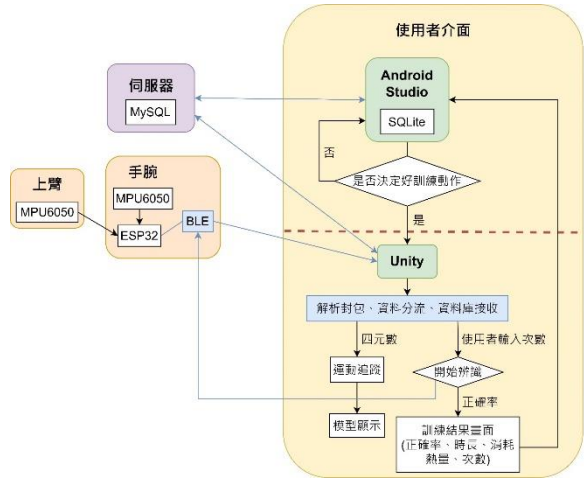 使用者介面
Android
Studio
SQLite
伺服器
MySQL
否
是否決定好訓練動作
是
上臂
MPU6050
手腕
MPU6050
ESP32
BLE
Unity
解析封包、資料分流、資料庫接收
四元數
使用者輸入次數
運動追蹤
開始辨識
正確率
模型顯示
訓練結果畫面
(正確率、時長、消耗
熱量、次數)